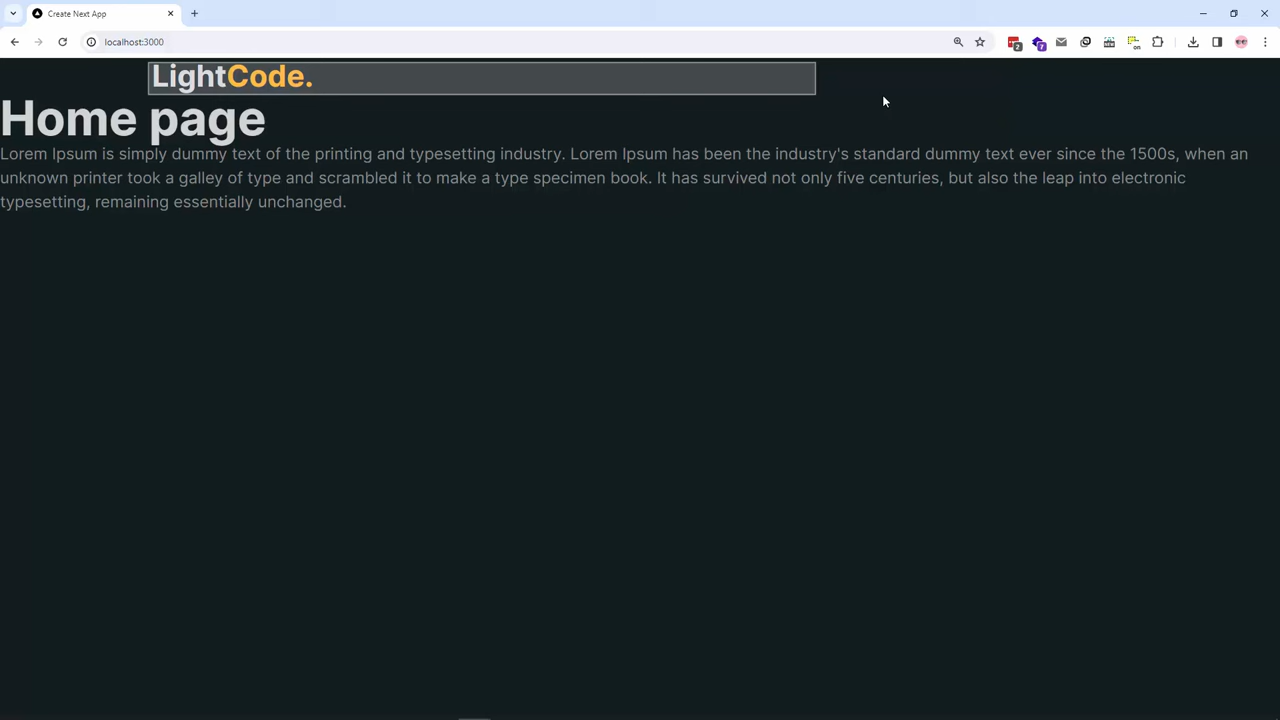 Create Next App
localhost:3000
2
7
on
LightCode.
Home page
Lorem Ipsum is simply dummy text of the printing and typesetting industry. Lorem Ipsum has been the industry's standard dummy text ever since the 1500s, when an
unknown printer took a galley of type and scrambled it to make a type specimen book. It has survived not only five centuries, but also the leap into electronic
typesetting, remaining essentially unchanged.